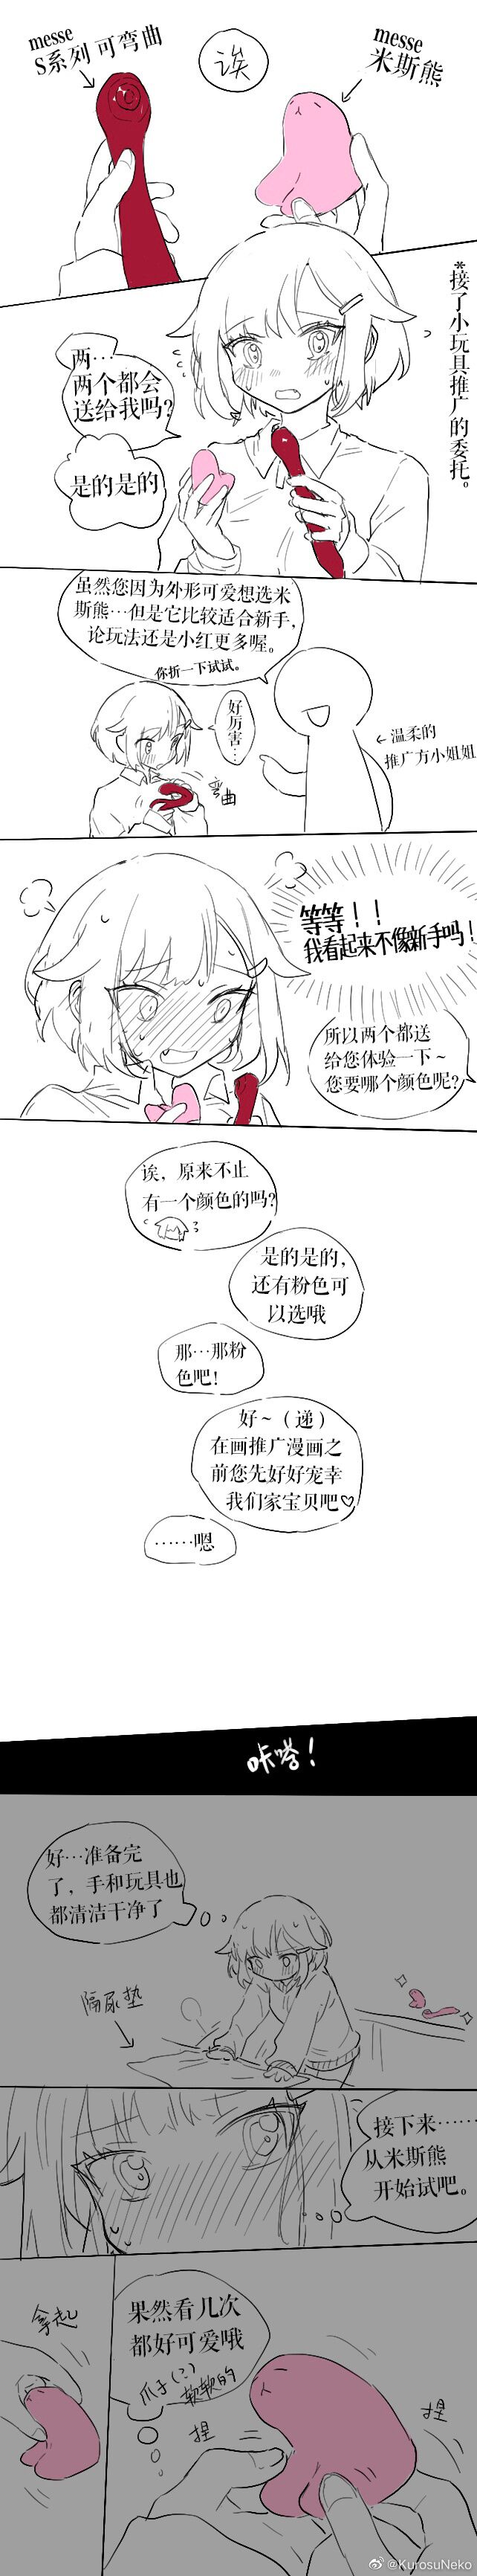 messe
S系列 可弯曲
诶
messe
米斯熊
*接了小玩具推广的委托。
两…
两个都会
送给我吗?
是的是的
虽然您因为外形可爱想选米
斯熊…但是它比较适合新手,
论玩法还是小红更多喔。
你折一下试试。
好厉
害…
弯曲
←温柔的
推广方小姐姐
等等!!
我看起来不像新手吗!
所以两个都送
给您体验一下~
您要哪个颜色呢?
诶，原来不止
有一个颜色的吗?
是的是的,
还有粉色可
以选哦
那…那粉
色吧!
好~（递）
在画推广漫画之
前您先好好宠幸
我们家宝贝吧♡
……嗯
咔嗒!
好…准备完
了，手和玩具也
都清洁干净了
隔尿垫
接下来……
从米斯熊
开始试吧。
拿起
果然看几次
都好可爱哦
爪子(?)
软软的
捏
捏
@KurosuNeko